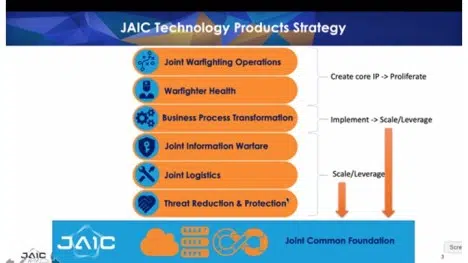 JAIC Technology Products Strategy
Joint Warfighting Operations
Warfighter Health
Create core IP -> Proliferate
Business Process Transformation
Implement -> Scale/Leverage
Joint Information Warfare
Joint Logistics
Scale/Leverage
Threat Reduction & Protection
JAIC
Joint Common Foundation
JAIC
3
Scre